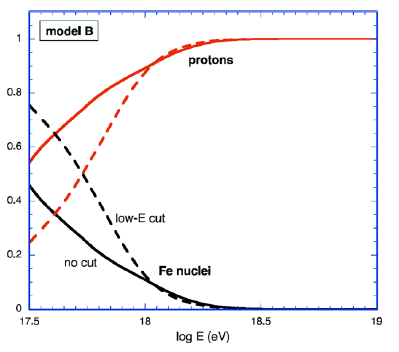 model B
1
protons
0.8
0.6
0.4
low-E cut
0.2
no cut
Fe nuclei
0
17.5 18 18.5 19
log E (eV)